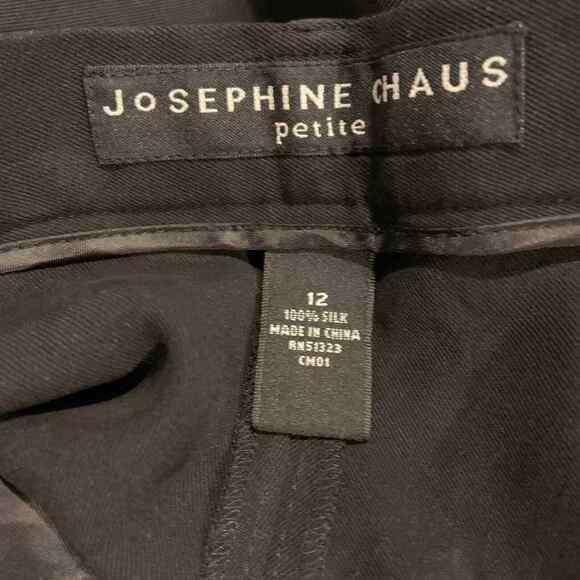 JOSEPHINE CHAUS
petite
12
100% SILK
MADE IN CHINA
RN51323
CM01